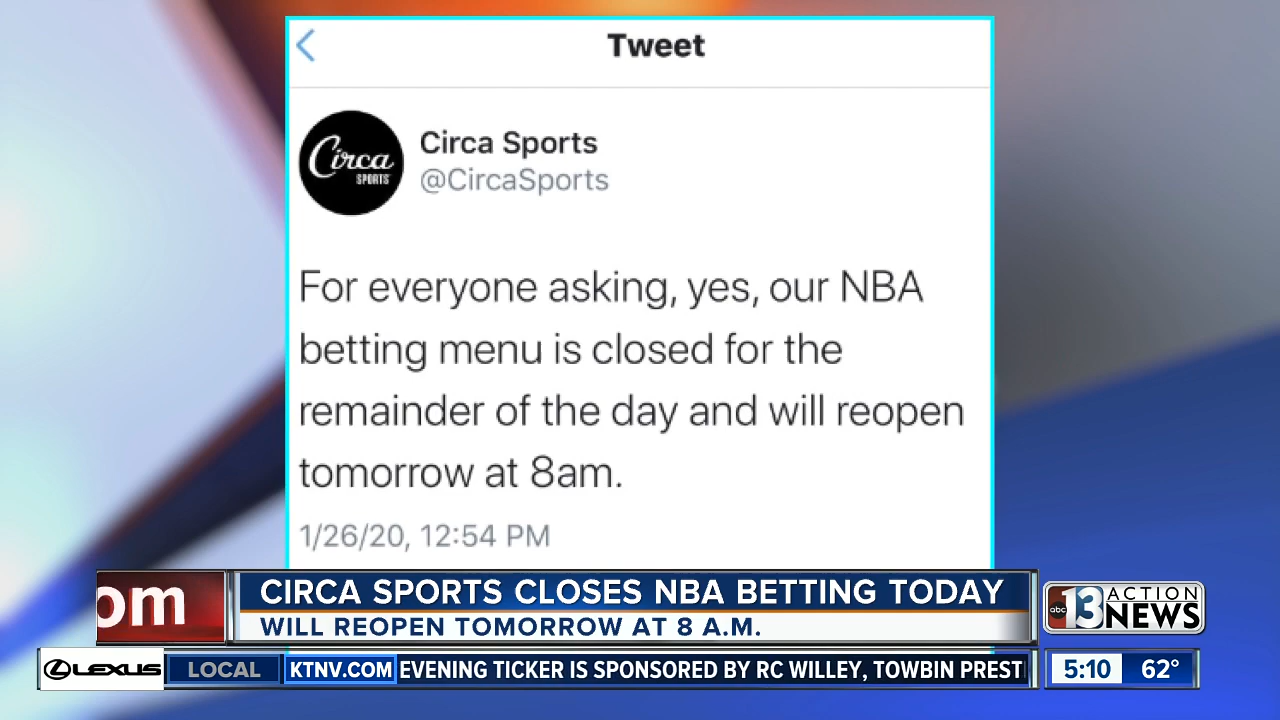 Tweet
Circa
SPORTS
Circa Sports
@CircaSports
For everyone asking, yes, our NBA
betting menu is closed for the
remainder of the day and will reopen
tomorrow at 8am.
1/26/20, 12:54 PM
om
CIRCA SPORTS CLOSES NBA BETTING TODAY
WILL REOPEN TOMORROW AT 8 A.M.
abc 13 ACTION
NEWS
LEXUS LOCAL KTNV.COM EVENING TICKER IS SPONSORED BY RC WILLEY, TOWBIN PREST
5:10 62°